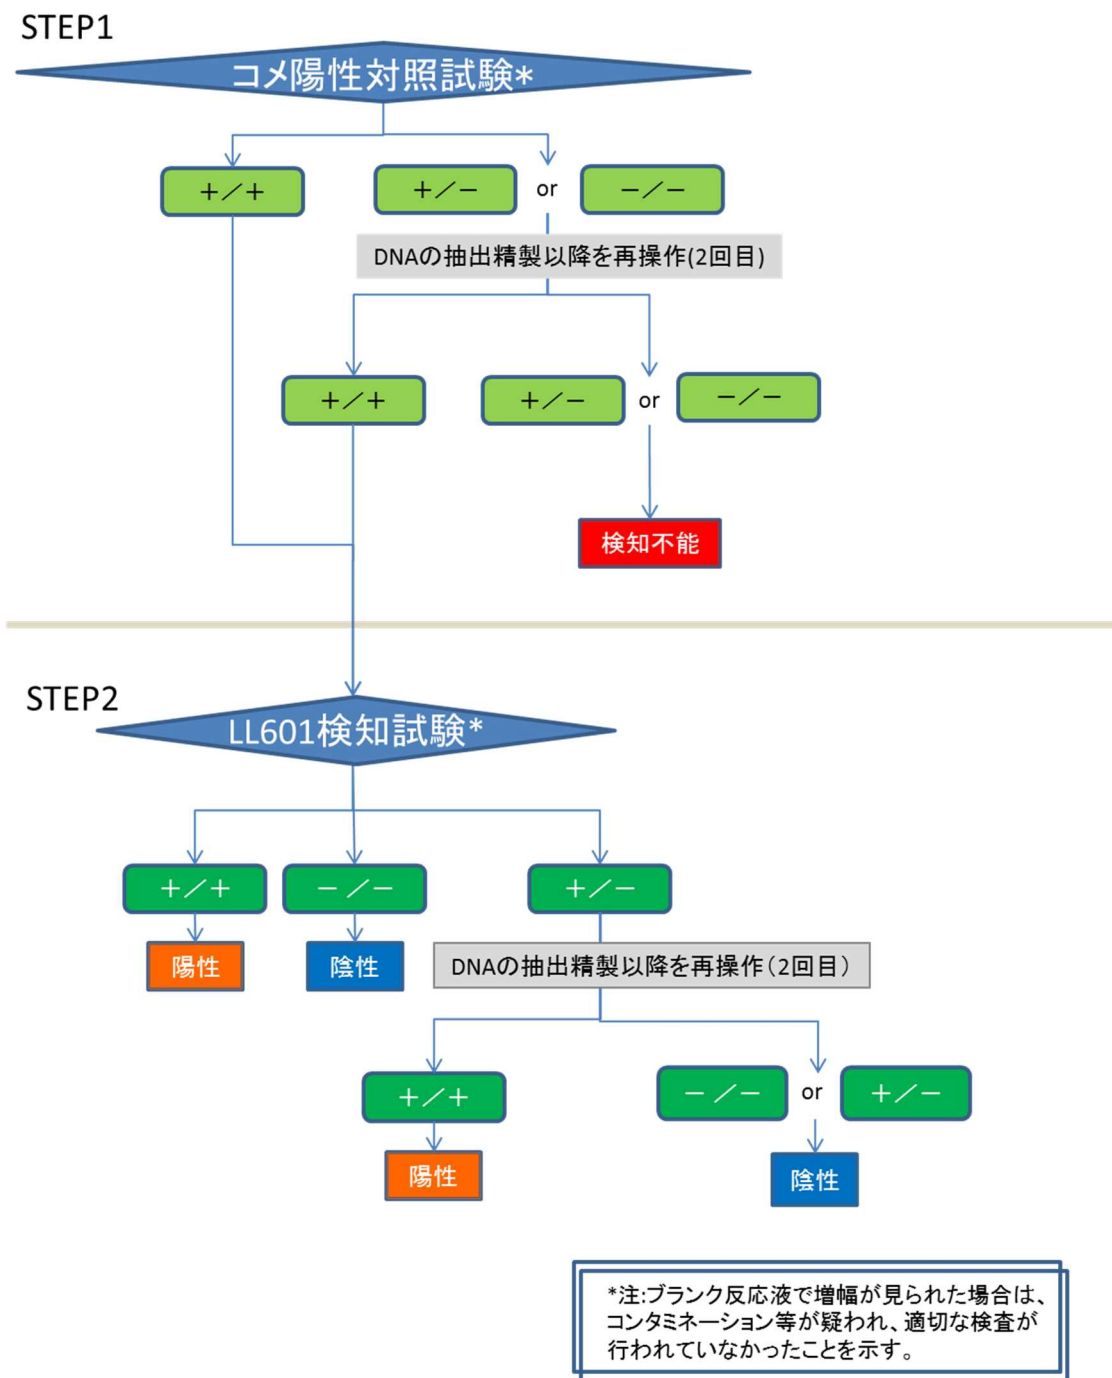 STEP1
コメ陽性対照試験*
＋／＋
＋／－ or －／－
DNAの抽出精製以降を再操作(2回目)
＋／＋
＋／－ or －／－
検知不能
STEP2
LL601検知試験*
＋／＋
－／－
＋／－
陽性
陰性
DNAの抽出精製以降を再操作（2回目）
＋／＋
－／－ or ＋／－
陽性
陰性
*注:ブランク反応液で増幅が見られた場合は、
コンタミネーション等が疑われ、適切な検査が
行われていなかったことを示す。